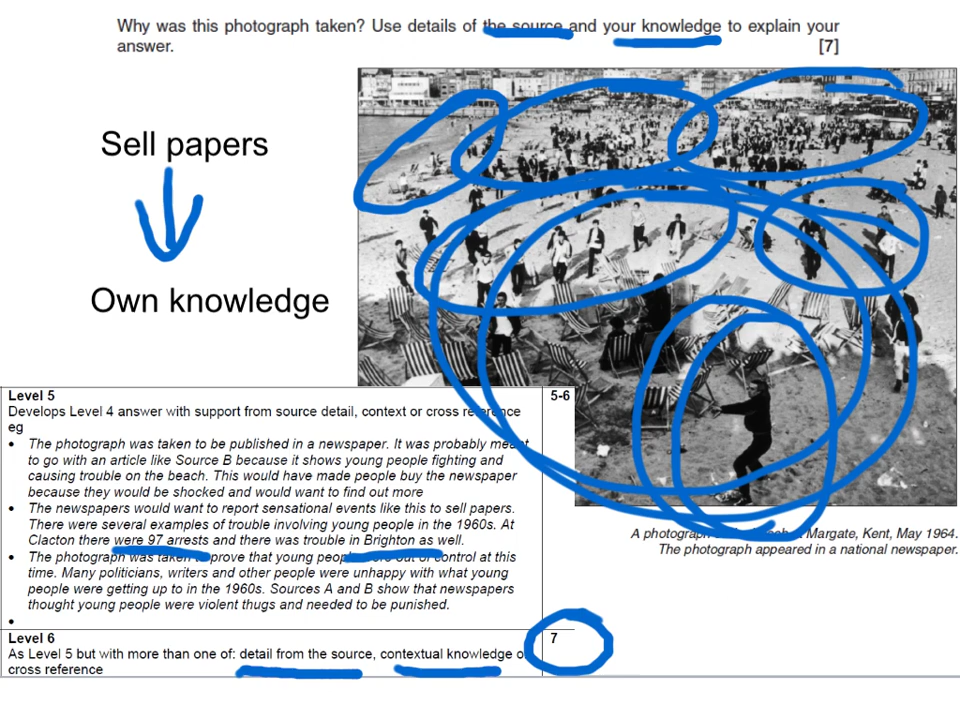 Why was this photograph taken? Use details of the source and your knowledge to explain your
answer. [7]
Sell papers
Own knowledge
Level 5 5-6
Develops Level 4 answer with support from source detail, context or cross reference
eg
• The photograph was taken to be published in a newspaper. It was probably meant
to go with an article like Source B because it shows young people fighting and
causing trouble on the beach. This would have made people buy the newspaper
because they would be shocked and would want to find out more
• The newspapers would want to report sensational events like this to sell papers.
There were several examples of trouble involving young people in the 1960s. At
Clacton there were 97 arrests and there was trouble in Brighton as well.
• The photograph was taken to prove that young people were out of control at this
time. Many politicians, writers and other people were unhappy with what young
people were getting up to in the 1960s. Sources A and B show that newspapers
thought young people were violent thugs and needed to be punished.
•
Level 6 7
As Level 5 but with more than one of: detail from the source, contextual knowledge o
cross reference
A photograph Margate, Kent, May 1964.
The photograph appeared in a national newspaper.